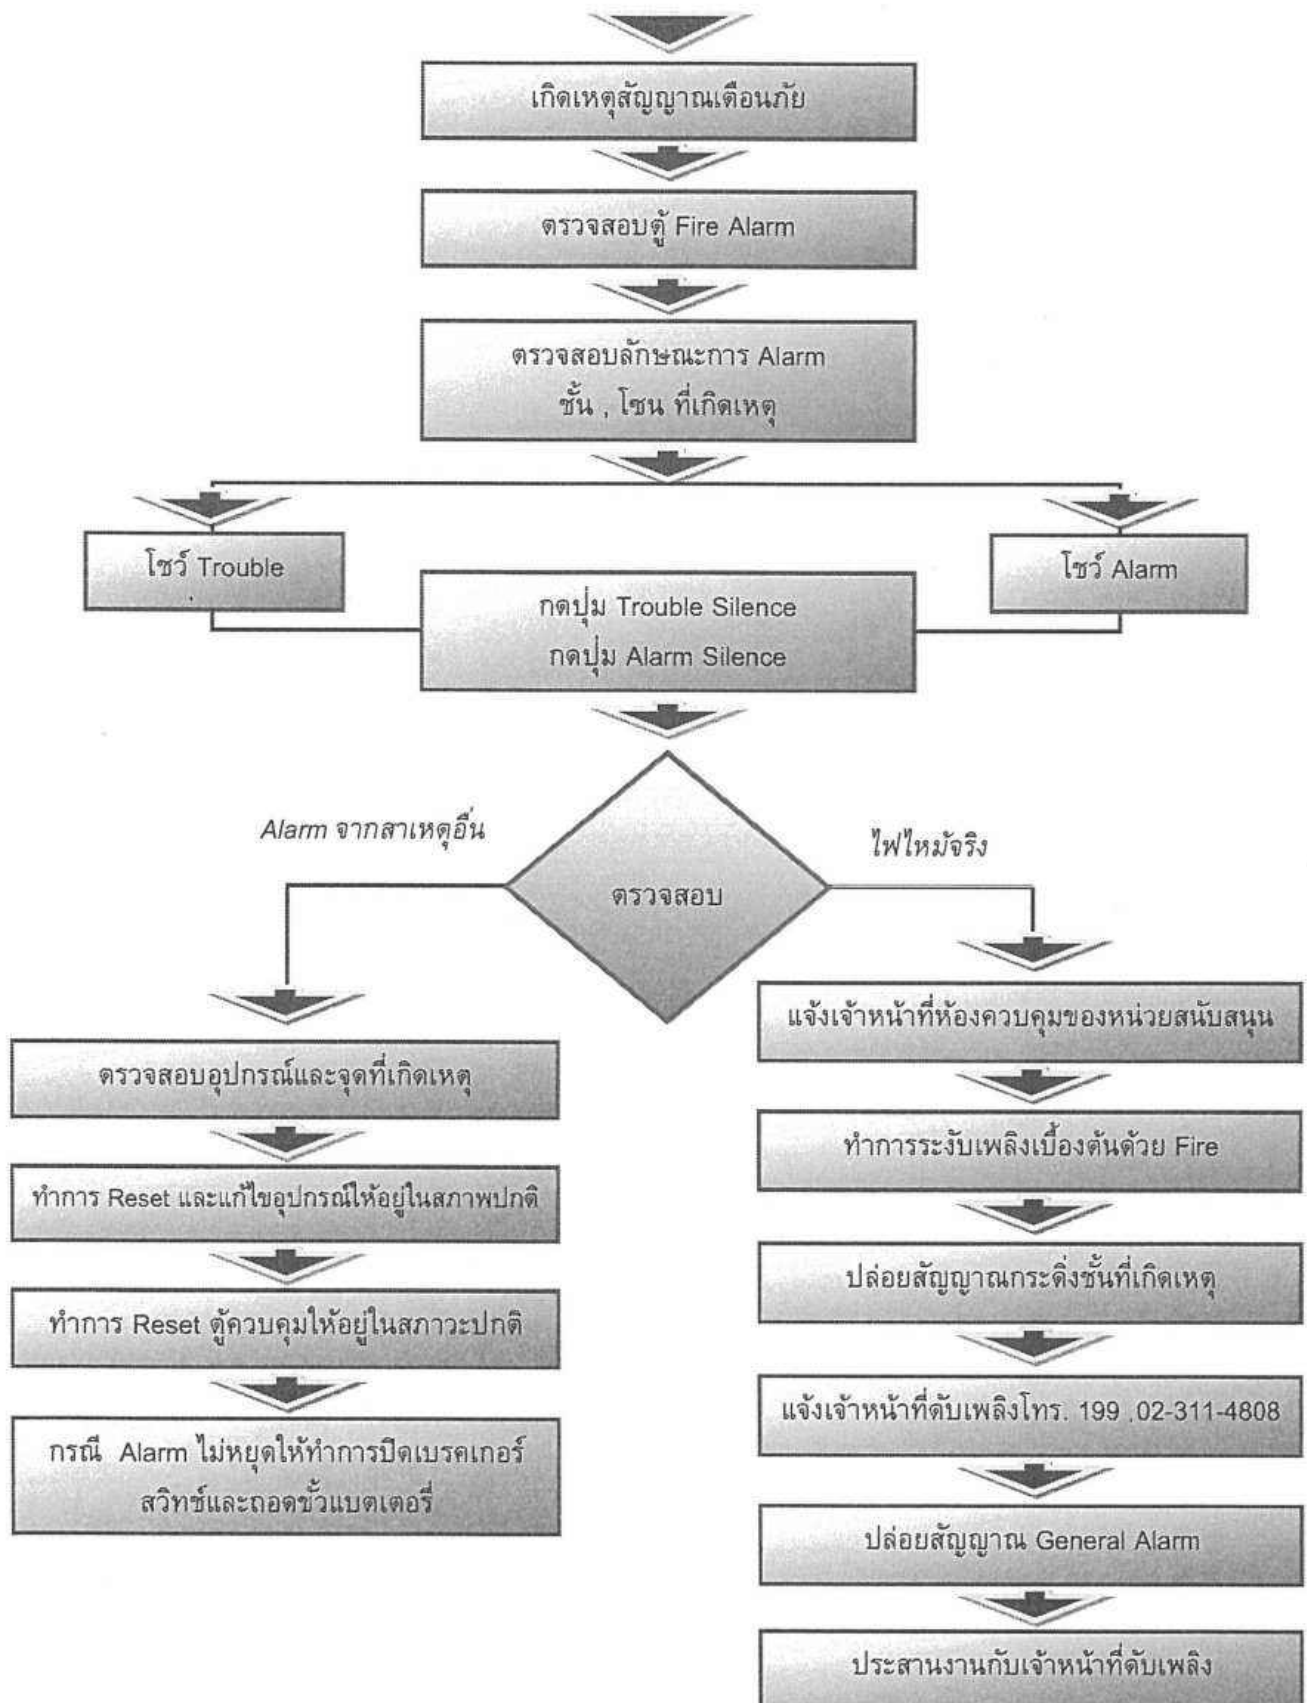 เกิดเหตุสัญญาณเตือนภัย
ตรวจสอบตู้ Fire Alarm
ตรวจสอบลักษณะการ Alarm
ชั้น , โซน ที่เกิดเหตุ
โชว์ Trouble
โชว์ Alarm
กดปุ่ม Trouble Silence
กดปุ่ม Alarm Silence
Alarm จากสาเหตุอื่น
ไฟไหม้จริง
ตรวจสอบ
ตรวจสอบอุปกรณ์และจุดที่เกิดเหตุ
ทำการ Reset และแก้ไขอุปกรณ์ให้อยู่ในสภาพปกติ
ทำการ Reset ตู้ควบคุมให้อยู่ในสภาวะปกติ
กรณี Alarm ไม่หยุดให้ทำการปิดเบรคเกอร์
สวิทช์และถอดขั้วแบตเตอรี่
แจ้งเจ้าหน้าที่ห้องควบคุมของหน่วยสนับสนุน
ทำการระงับเพลิงเบื้องต้นด้วย Fire
ปล่อยสัญญาณกระดิ่งชั้นที่เกิดเหตุ
แจ้งเจ้าหน้าที่ดับเพลิงโทร. 199 ,02-311-4808
ปล่อยสัญญาณ General Alarm
ประสานงานกับเจ้าหน้าที่ดับเพลิง